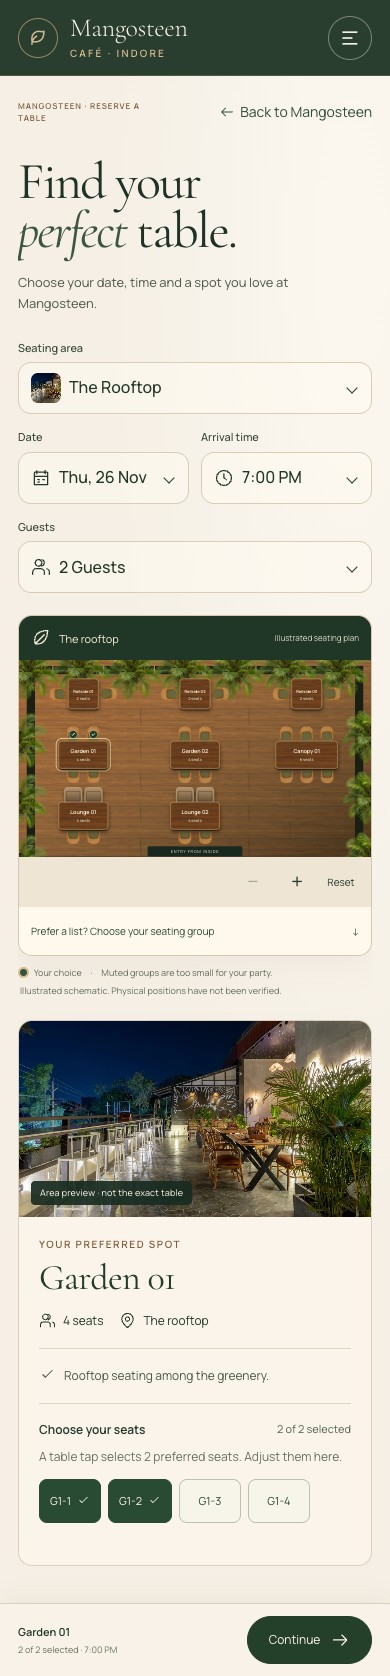 Mangosteen
CAFÉ · INDORE
MANGOSTEEN · RESERVE A
TABLE
← Back to Mangosteen
Find your
perfect table.
Choose your date, time and a spot you love at
Mangosteen.
Seating area
The Rooftop
Date
Arrival time
Thu, 26 Nov
7:00 PM
Guests
2 Guests
The rooftop
Illustrated seating plan
Garden 01
4 seats
Garden 02
Canopy 01
Lounge 01
Lounge 02
ENTRY FROM INSIDE
− + Reset
Prefer a list? Choose your seating group ↓
Your choice · Muted groups are too small for your party.
Illustrated schematic. Physical positions have not been verified.
Area preview · not the exact table
YOUR PREFERRED SPOT
Garden 01
4 seats
The rooftop
Rooftop seating among the greenery.
Choose your seats
2 of 2 selected
A table tap selects 2 preferred seats. Adjust them here.
G1-1 ✓
G1-2 ✓
G1-3
G1-4
Garden 01
2 of 2 selected · 7:00 PM
Continue →